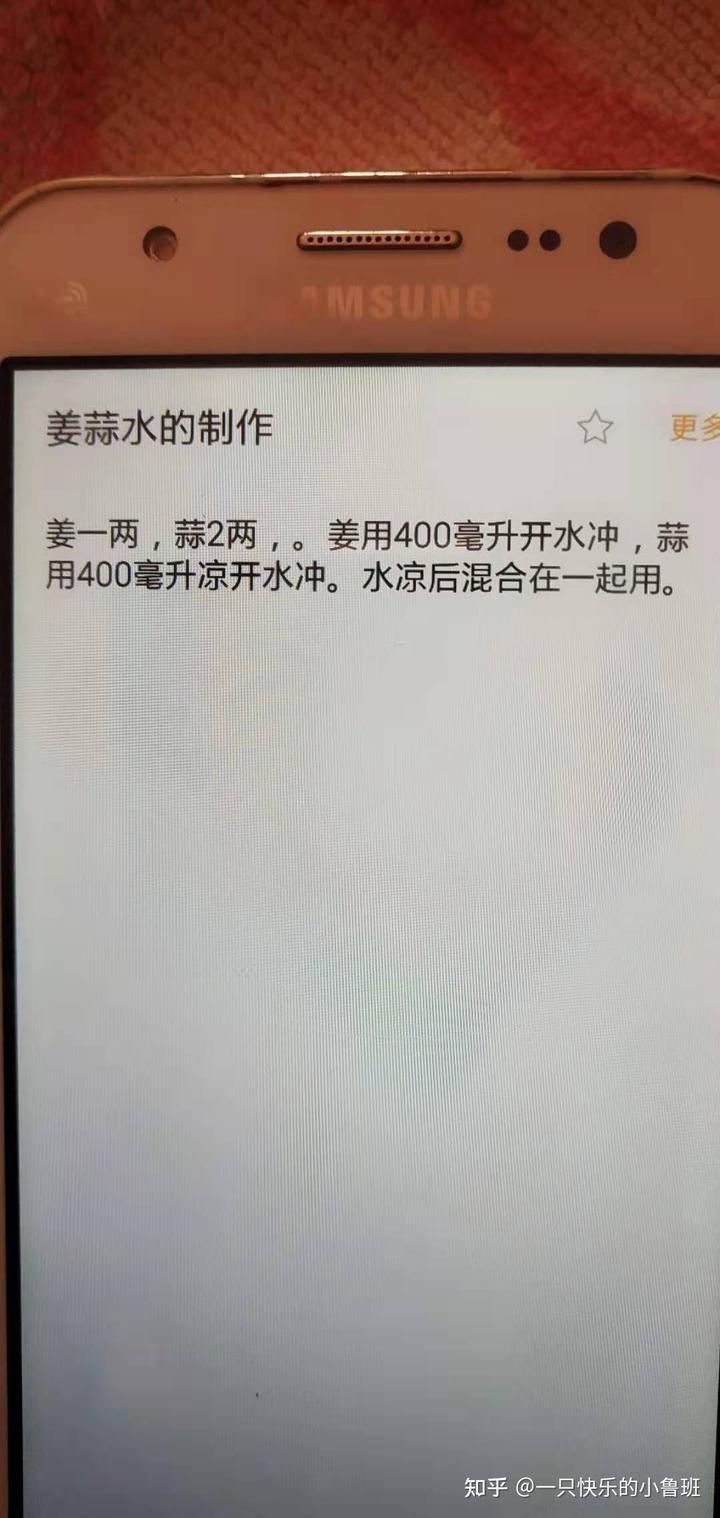 SAMSUNG
姜蒜水的制作
更多
姜一两，蒜2两，。姜用400毫升开水冲，蒜
用400毫升凉开水冲。水凉后混合在一起用。
知乎 @一只快乐的小鲁班